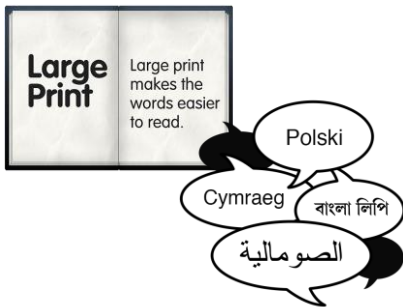 Large
Print
Large print
makes the
words easier
to read.
Polski
Cymraeg
বাংলা লিপি
الصومالية